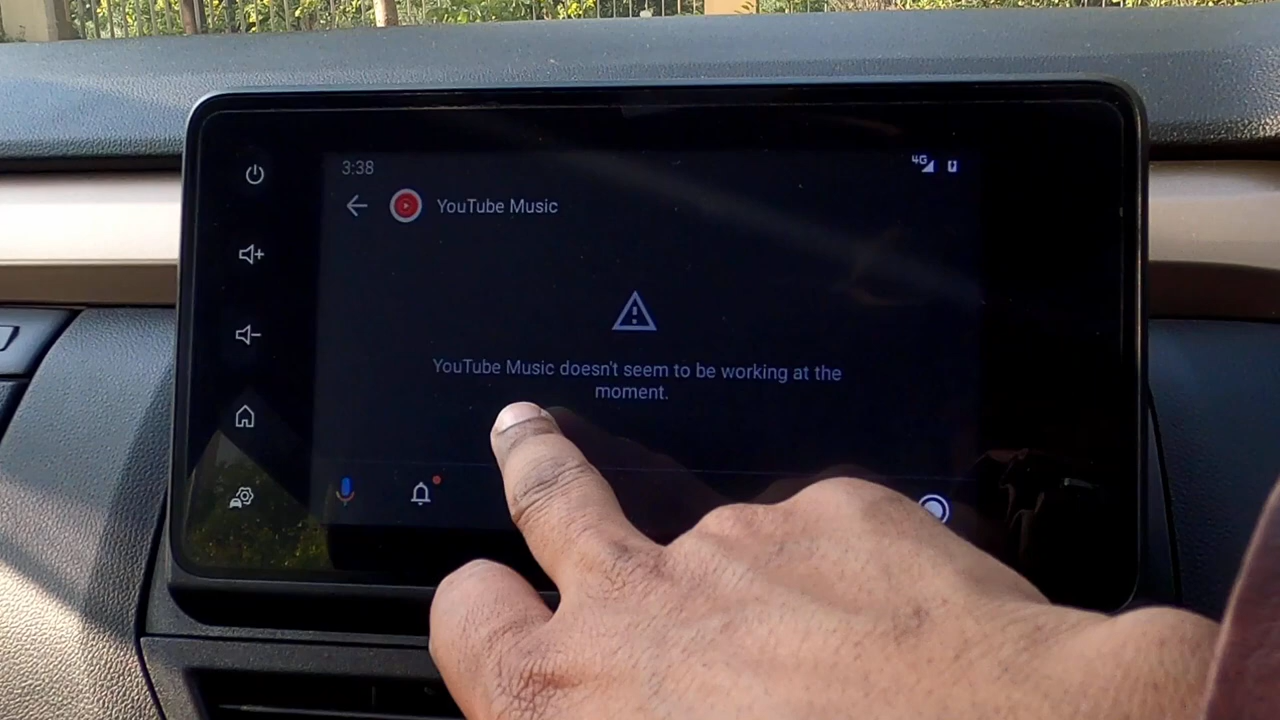 3:38
4G
YouTube Music
YouTube Music doesn't seem to be working at the
moment.